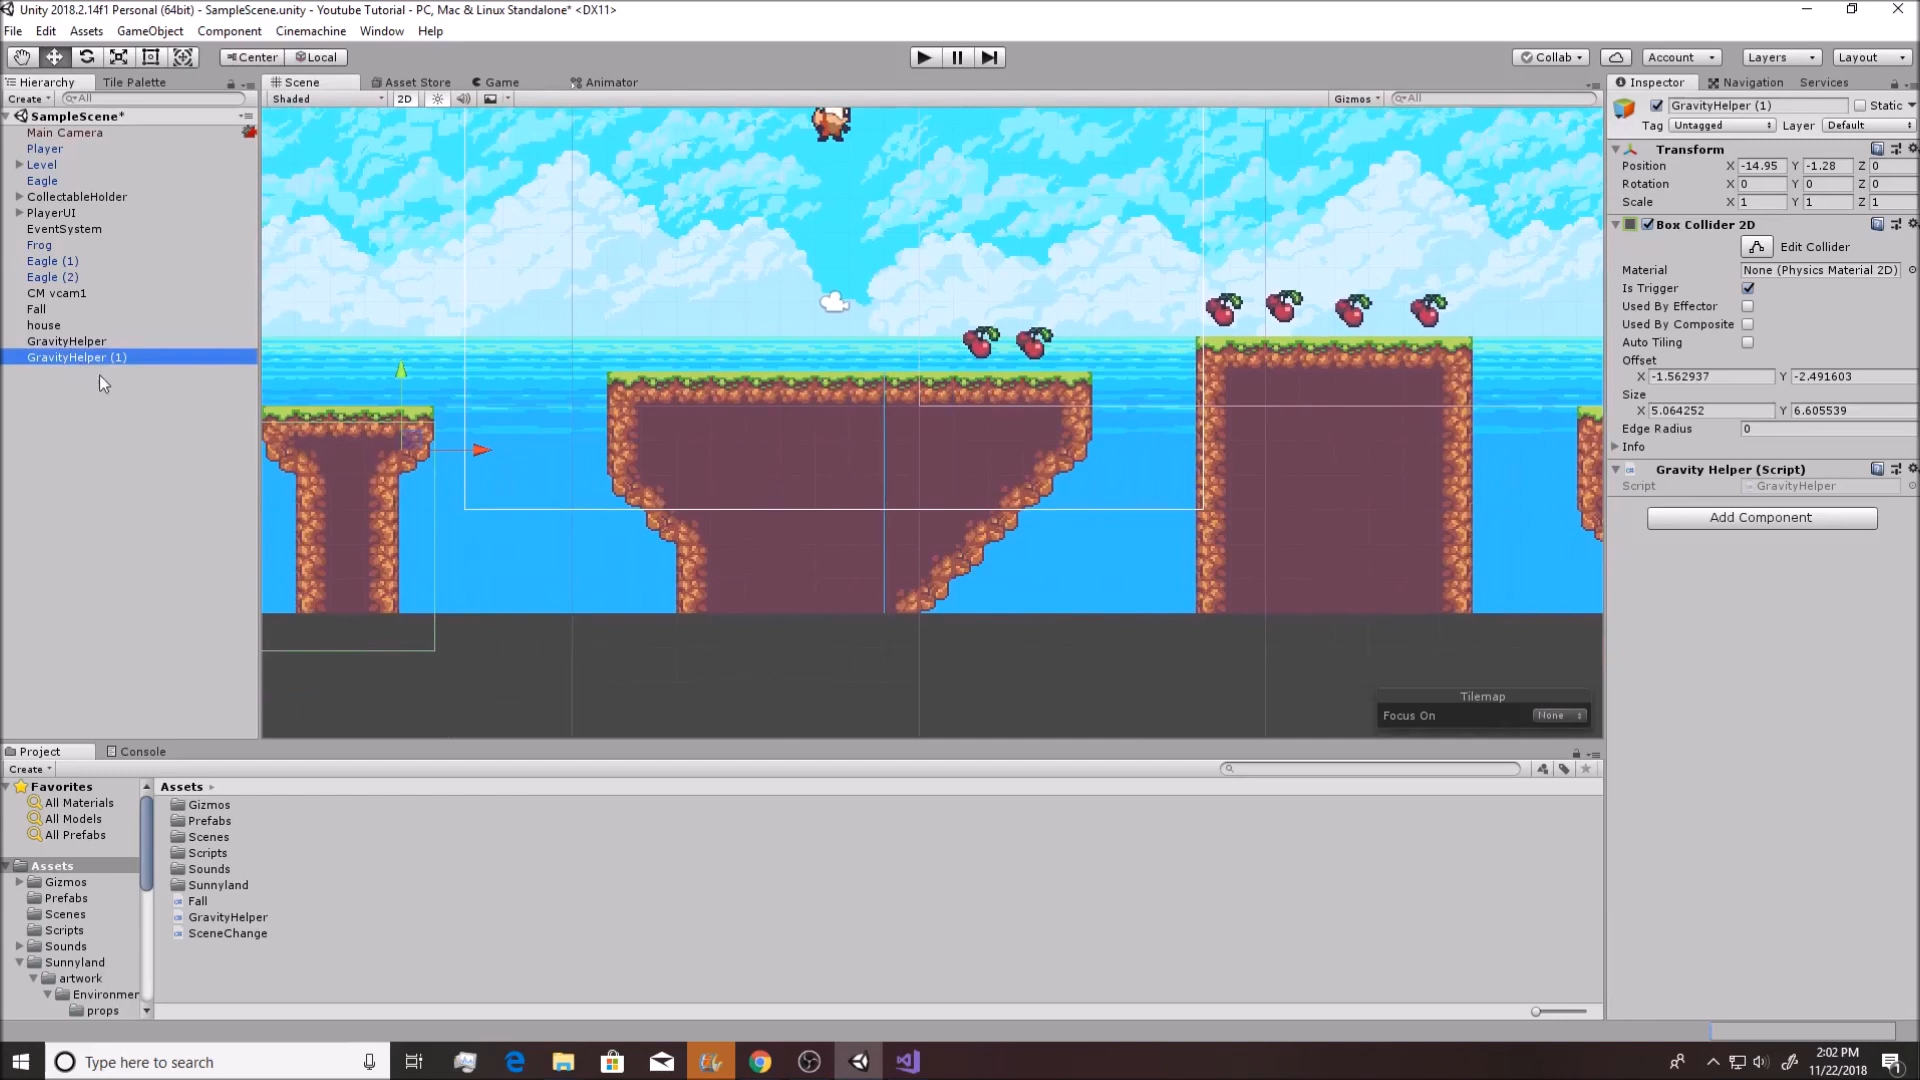 Unity 2018.2.14f1 Personal (64bit) - SampleScene.unity - Youtube Tutorial - PC, Mac & Linux Standalone* <DX11>
File Edit Assets GameObject Component Cinemachine Window Help
Center Local Collab Account Layers Layout
Hierarchy Tile Palette Scene Asset Store Game Animator Inspector Navigation Services
Create All Shaded 2D Gizmos All
GravityHelper (1) Static
SampleScene*
Tag Untagged Layer Default
Main Camera
Player
Level
Eagle
CollectableHolder
PlayerUI
EventSystem
Frog
Eagle (1)
Eagle (2)
CM vcam1
Fall
house
GravityHelper
GravityHelper (1)
Transform
Position X -14.95 Y -1.28 Z 0
Rotation X 0 Y 0 Z 0
Scale X 1 Y 1 Z 1
Box Collider 2D
Edit Collider
Material None (Physics Material 2D)
Is Trigger
Used By Effector
Used By Composite
Auto Tiling
Offset
X -1.562937 Y -2.491603
Size
X 5.064252 Y 6.605539
Edge Radius 0
Info
Gravity Helper (Script)
Script GravityHelper
Add Component
Tilemap
Focus On None
Project Console
Create
Favorites
All Materials
All Models
All Prefabs
Assets
Gizmos
Prefabs
Scenes
Scripts
Sounds
Sunnyland
artwork
Environmen
props
Assets
Gizmos
Prefabs
Scenes
Scripts
Sounds
Sunnyland
Fall
GravityHelper
SceneChange
Type here to search
2:02 PM
11/22/2018
1